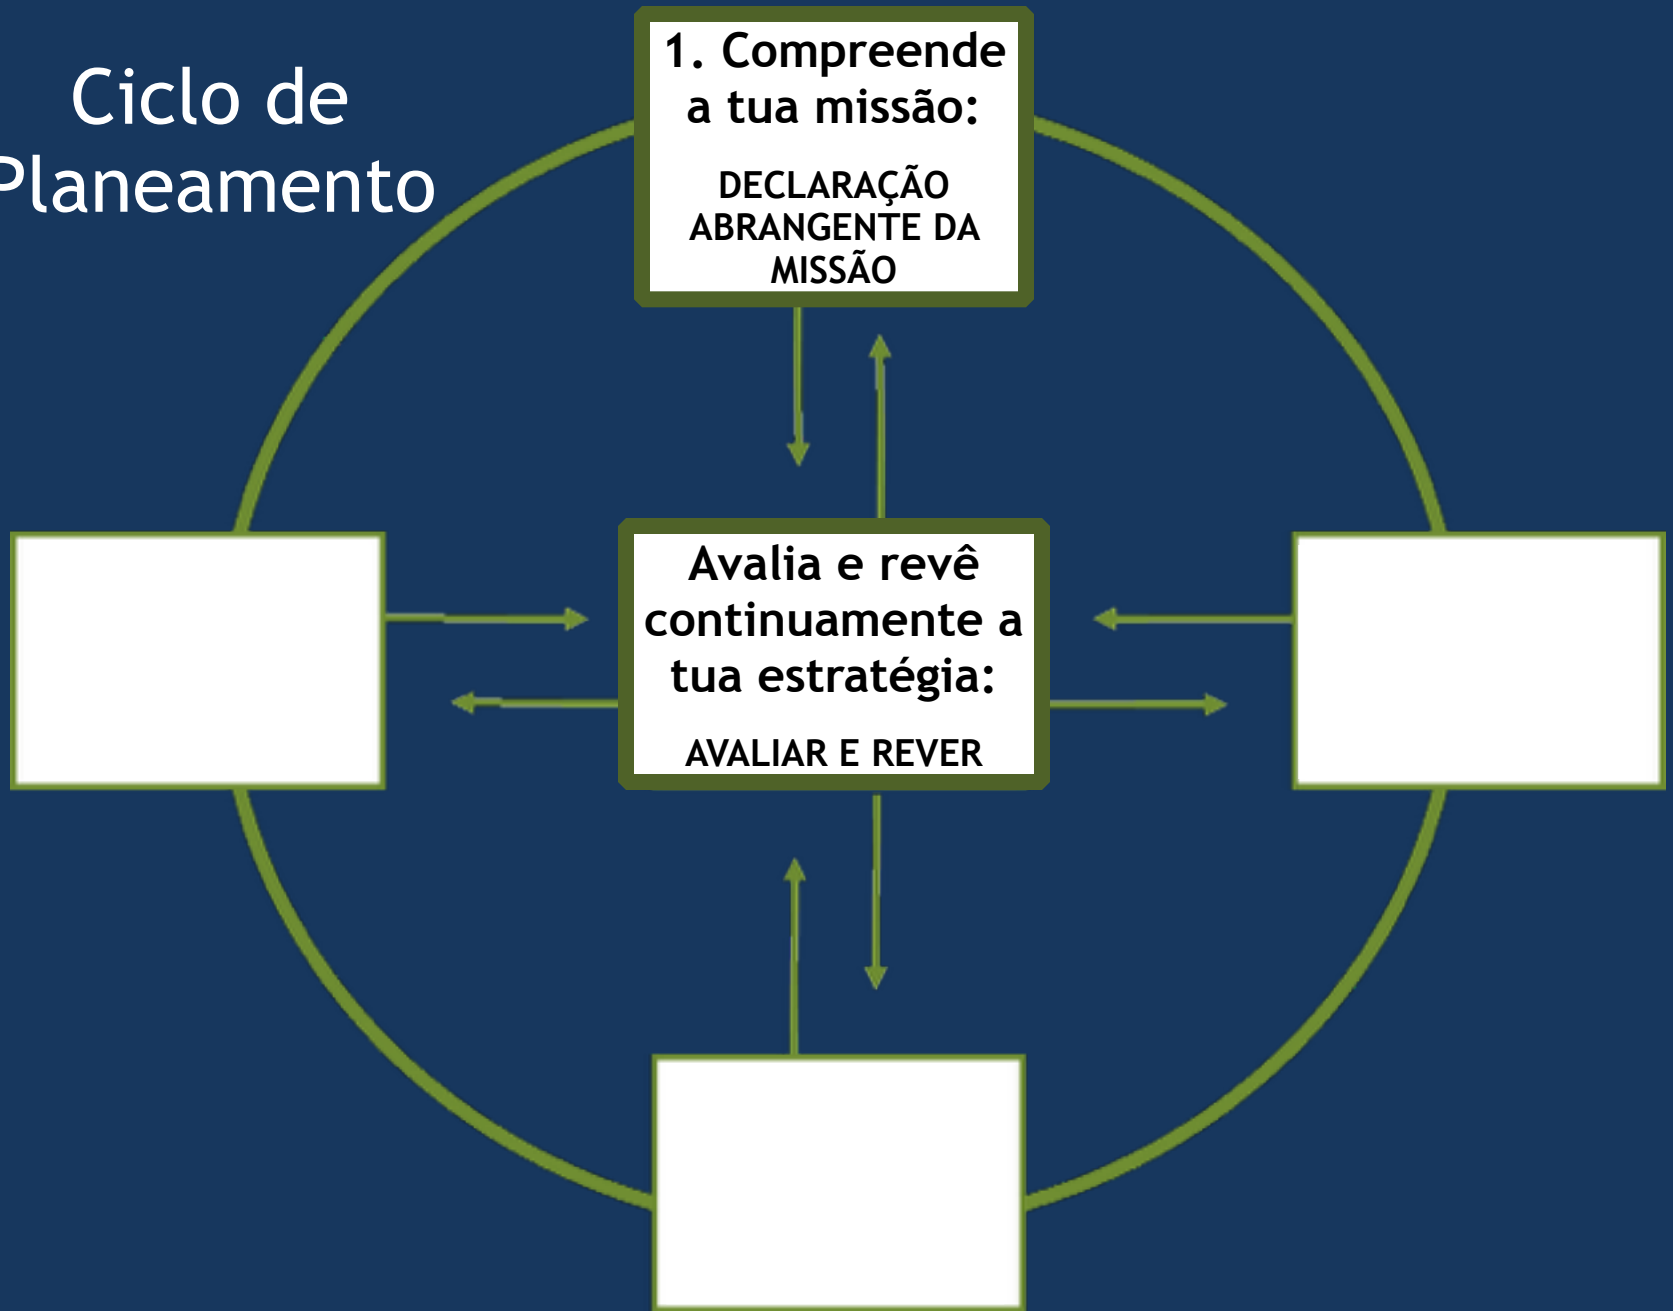 Ciclo de
Planeamento
1. Compreende
a tua missão:
DECLARAÇÃO
ABRANGENTE DA
MISSÃO
Avalia e revê
continuamente a
tua estratégia:
AVALIAR E REVER